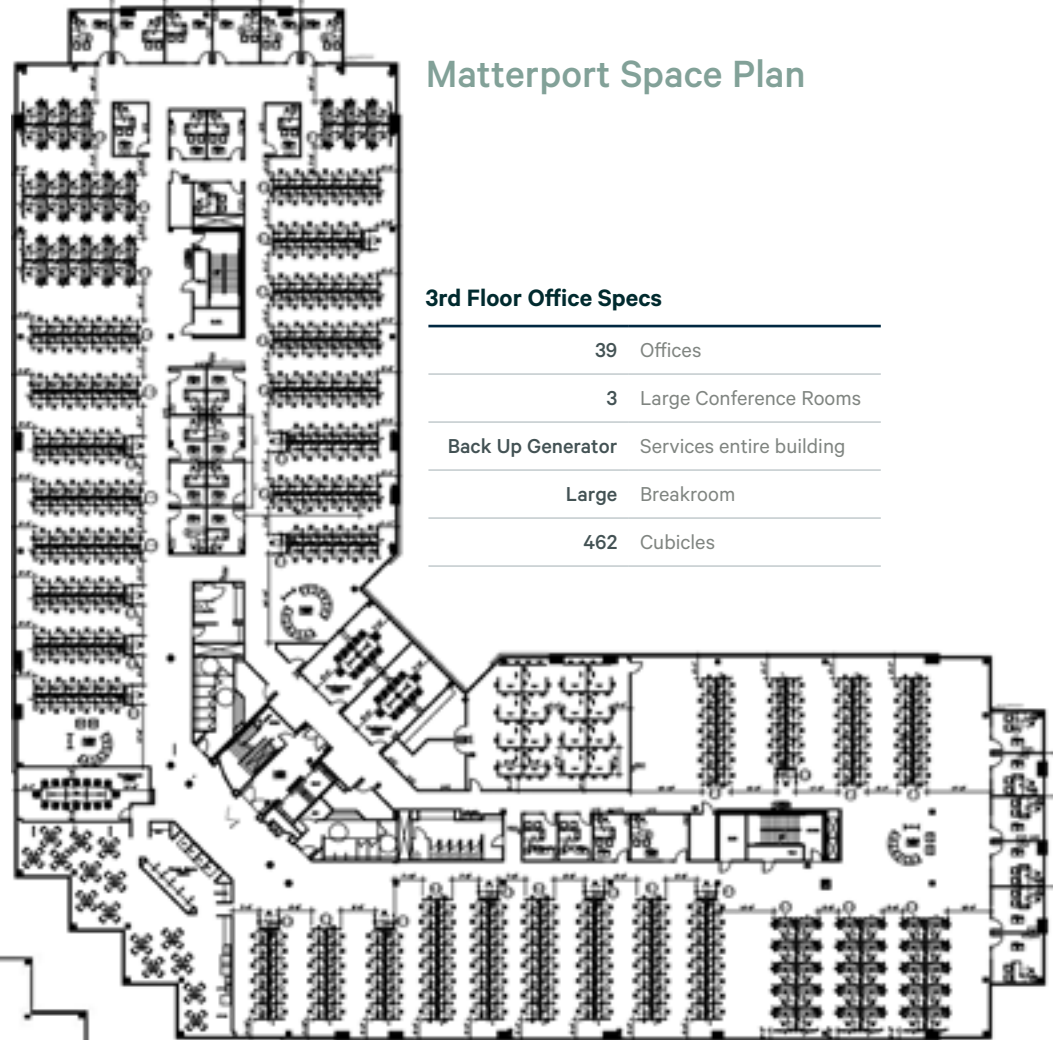 Matterport Space Plan
3rd Floor Office Specs
39 Offices
3 Large Conference Rooms
Back Up Generator Services entire building
Large Breakroom
462 Cubicles